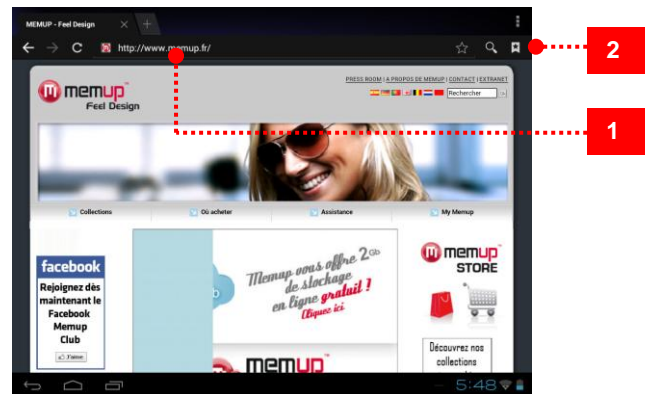 MEMUP - Feel Design
http://www.memup.fr/
2
PRESS ROOM | A PROPOS DE MEMUP | CONTACT | EXTRANET
Rechercher
memup
Feel Design
1
Collections
Où acheter
Assistance
My Memup
facebook
Rejoignez dès
maintenant le
Facebook
Memup
Club
J'aime
Memup vous offre 2Gb
de stockage
en ligne gratuit !
Cliquez ici
memup
memup
STORE
Découvrez nos
collections
5:48